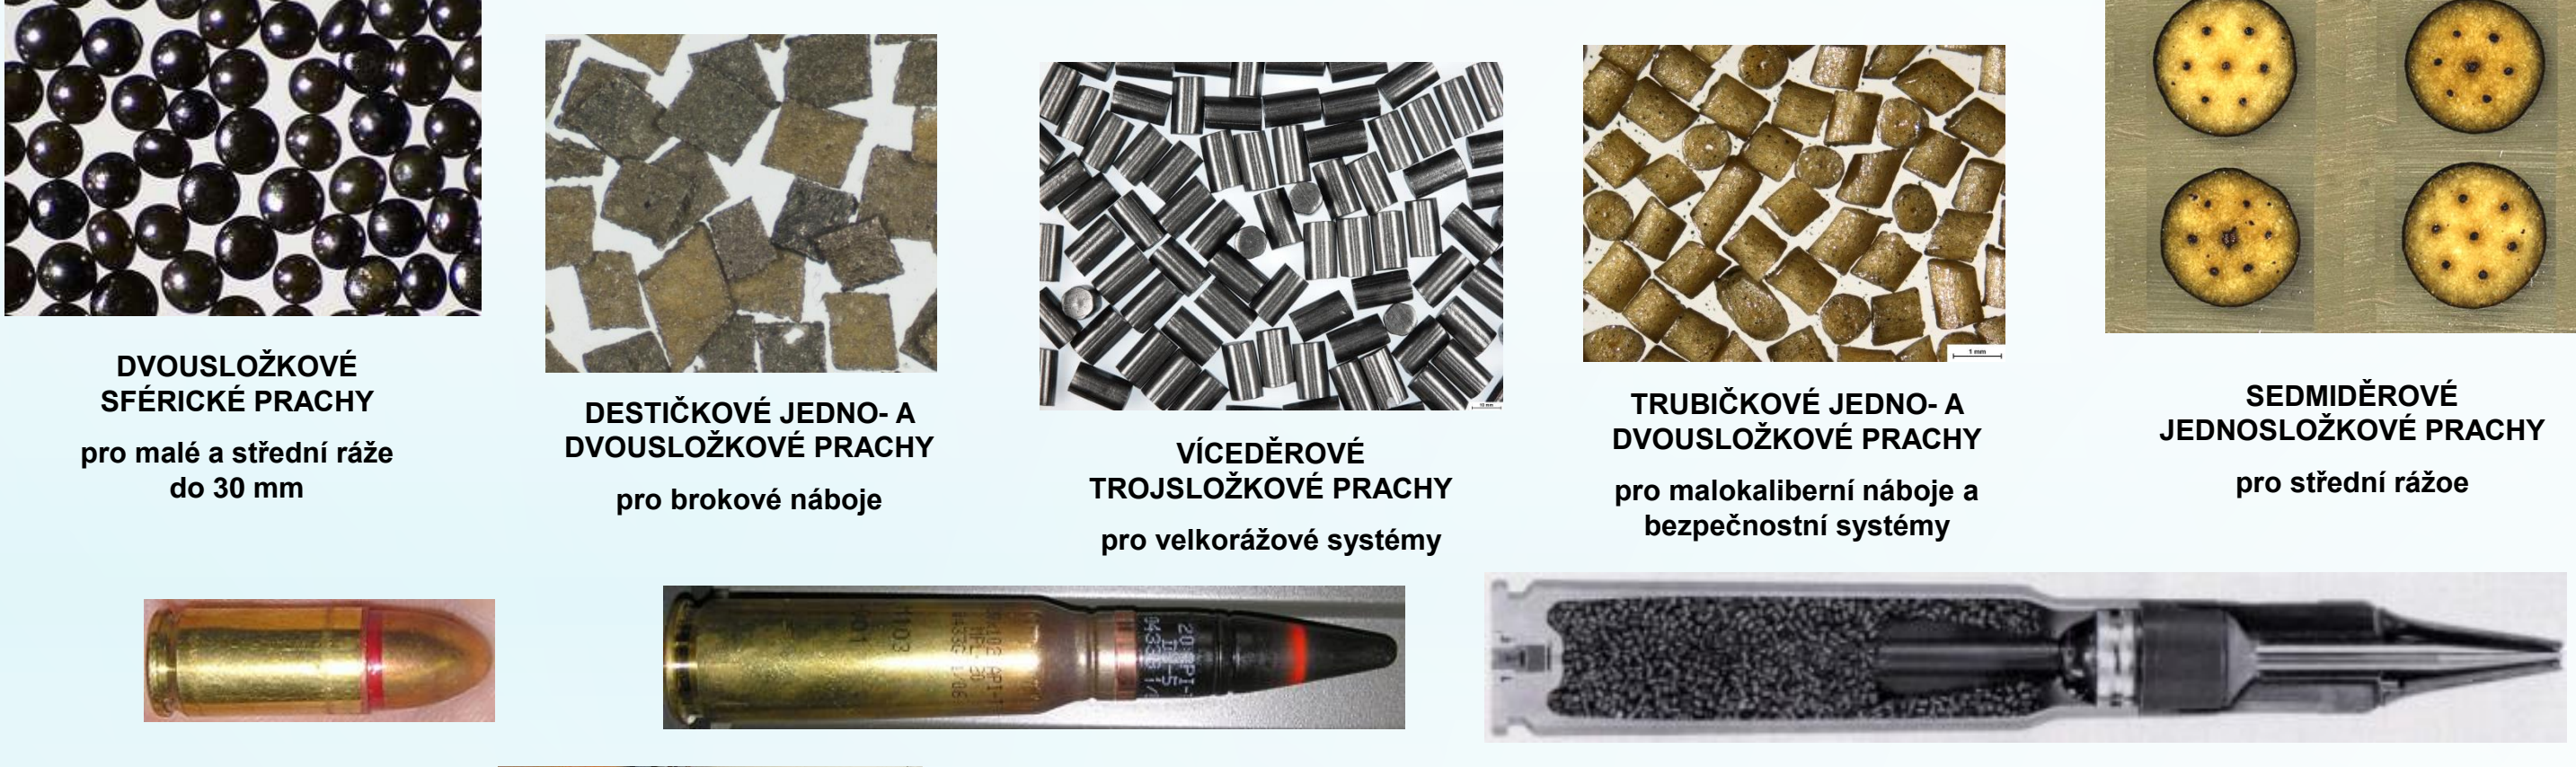 DVOUSLOŽKOVÉ
SFÉRICKÉ PRACHY
pro malé a střední ráže
do 30 mm
DESTIČKOVÉ JEDNO- A
DVOUSLOŽKOVÉ PRACHY
pro brokové náboje
VÍCEDĚROVÉ
TROJSLOŽKOVÉ PRACHY
pro velkorážové systémy
1 mm
TRUBIČKOVÉ JEDNO- A
DVOUSLOŽKOVÉ PRACHY
pro malokaliberní náboje a
bezpečnostní systémy
SEDMIDĚROVÉ
JEDNOSLOŽKOVÉ PRACHY
pro střední rážoe